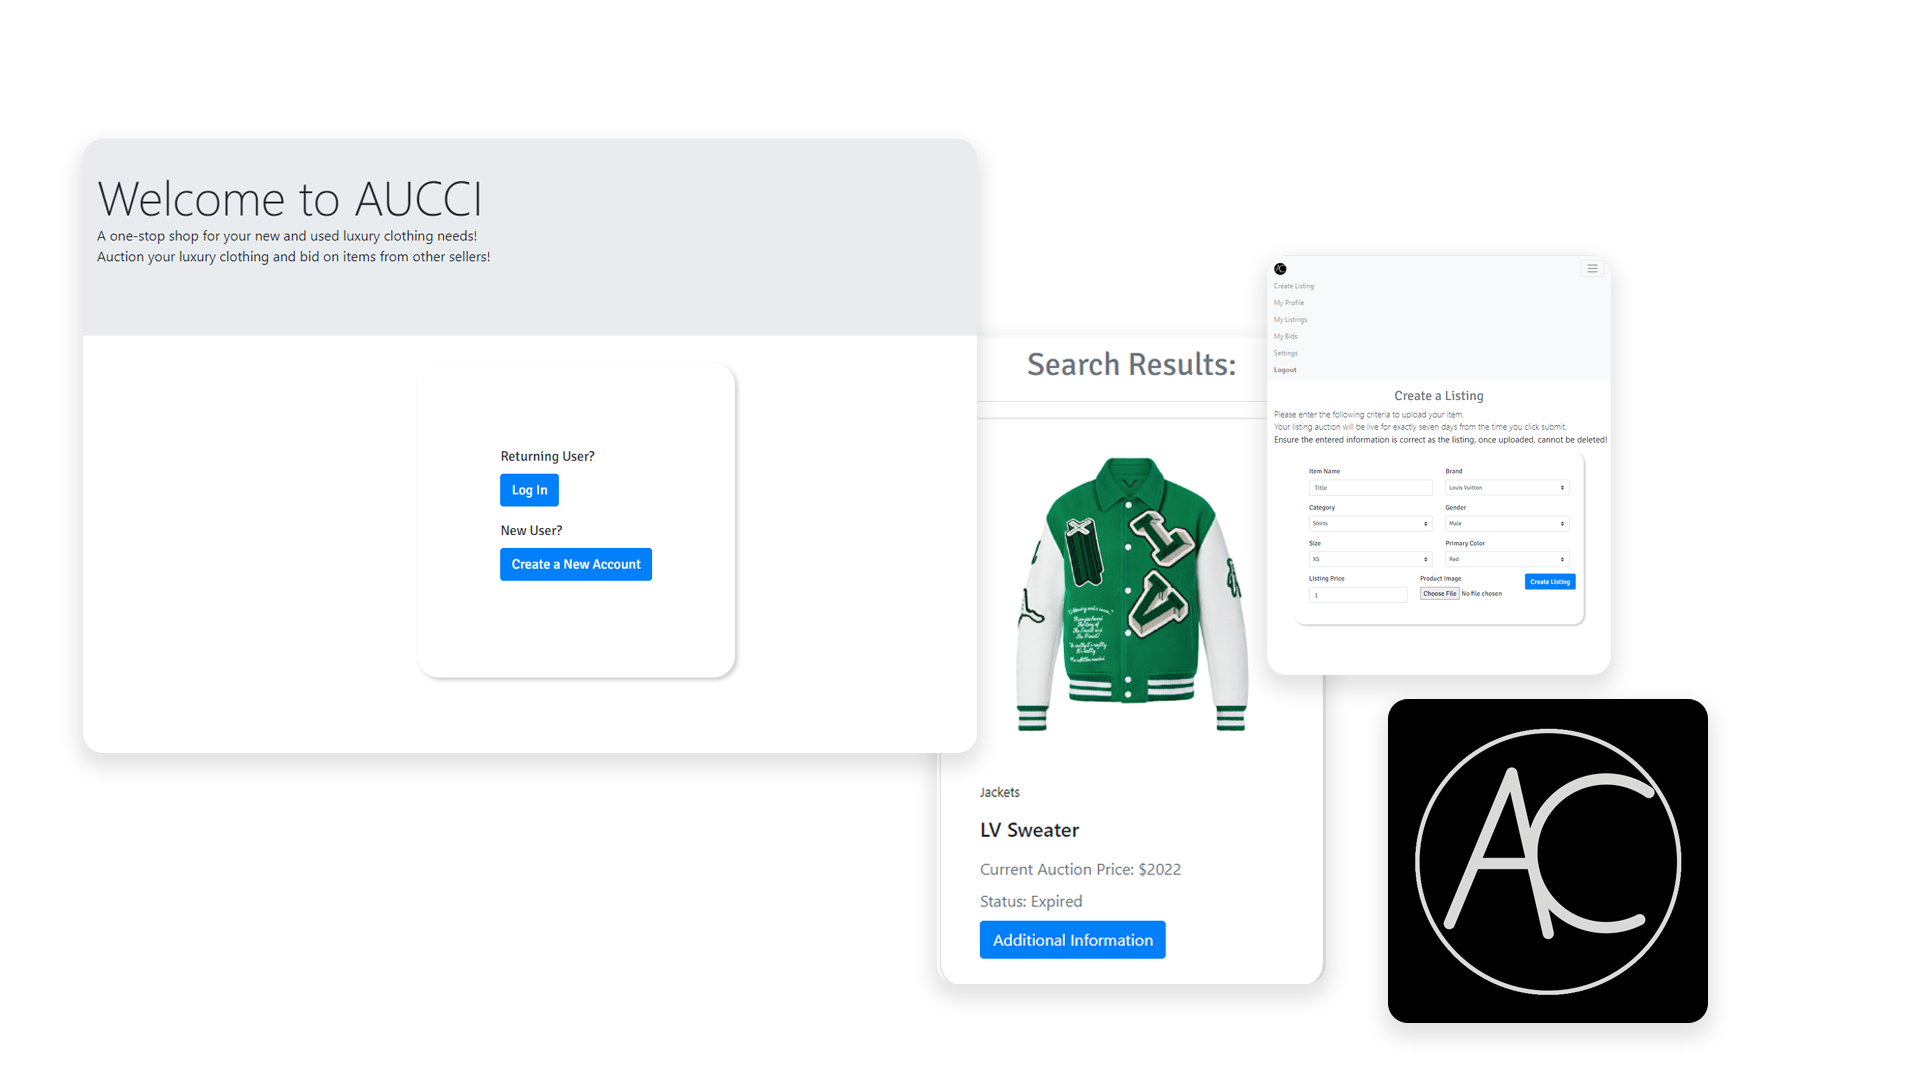 Welcome to AUCCI
A one-stop shop for your new and used luxury clothing needs!
Auction your luxury clothing and bid on items from other sellers!
Returning User?
Log In
New User?
Create a New Account
Search Results:
LV
Jackets
LV Sweater
Current Auction Price: $2022
Status: Expired
Additional Information
AC
Create Listing
My Profile
My Listings
My Bids
Settings
Logout
Create a Listing
Please enter the following criteria to upload your item.
Your listing auction will be live for exactly seven days from the time you click submit.
Ensure the entered information is correct as the listing, once uploaded, cannot be deleted!
Item Name
Brand
Title
Louis Vuitton
Category
Gender
Shirts
Male
Size
Primary Color
XS
Red
Listing Price
Product Image
Create Listing
1
Choose File No file chosen
AC